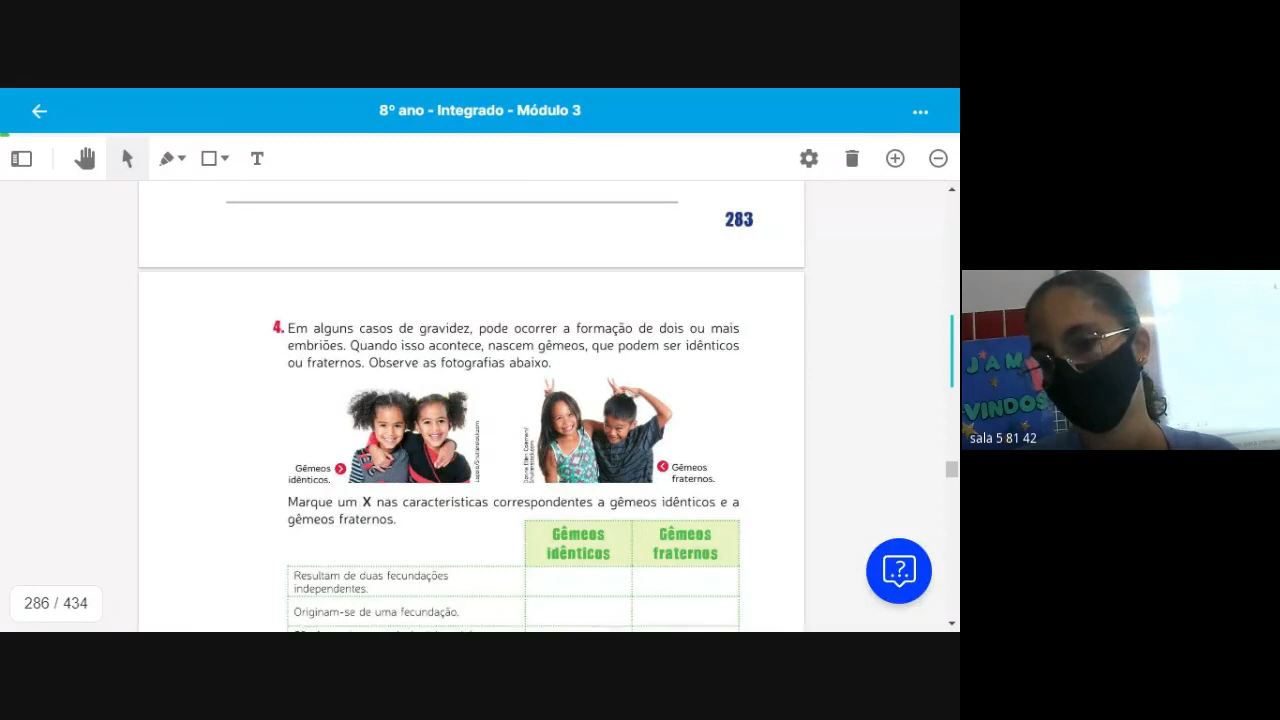 8º ano - Integrado - Módulo 3
T
283
4. Em alguns casos de gravidez, pode ocorrer a formação de dois ou mais
embriões. Quando isso acontece, nascem gêmeos, que podem ser idênticos
ou fraternos. Observe as fotografias abaixo.
Gêmeos
idênticos.
Gêmeos
fraternos.
Marque um X nas características correspondentes a gêmeos idênticos e a
gêmeos fraternos.
Gêmeos
idênticos
Gêmeos
fraternos
Resultam de duas fecundações
independentes.
Originam-se de uma fecundação.
286 / 434
JAM
VINDOS
sala 5 81 42